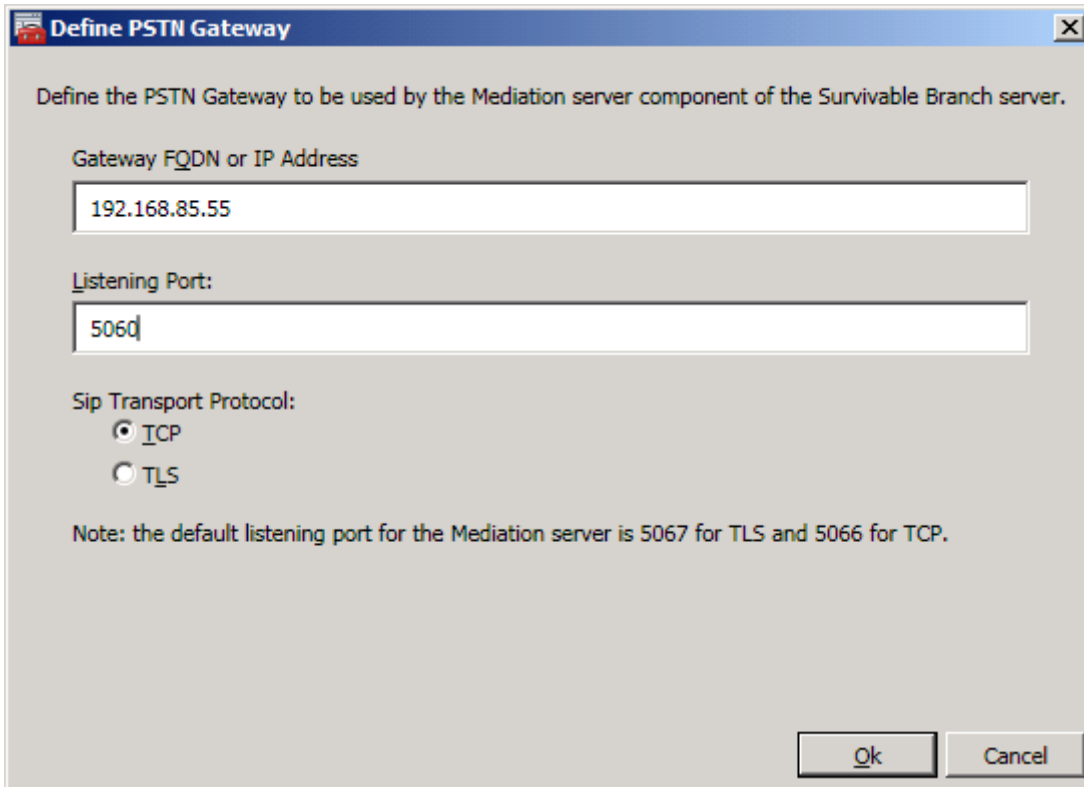 Define PSTN Gateway
Define the PSTN Gateway to be used by the Mediation server component of the Survivable Branch server.
Gateway FQDN or IP Address
192.168.85.55
Listening Port:
5060
Sip Transport Protocol:
TCP
TLS
Note: the default listening port for the Mediation server is 5067 for TLS and 5066 for TCP.
Ok Cancel